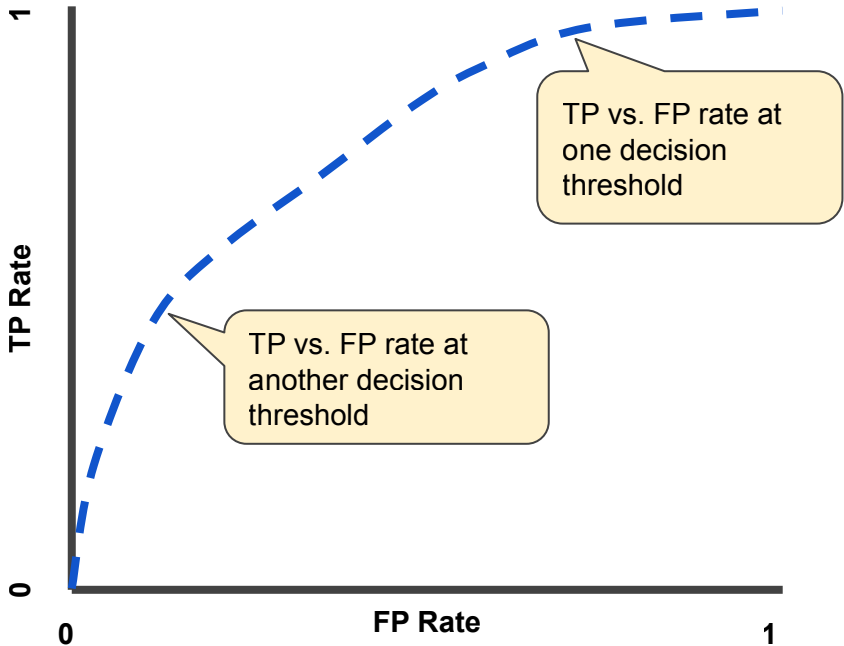 1
TP vs. FP rate at
one decision
threshold
TP Rate
TP vs. FP rate at
another decision
threshold
0
0
FP Rate
1